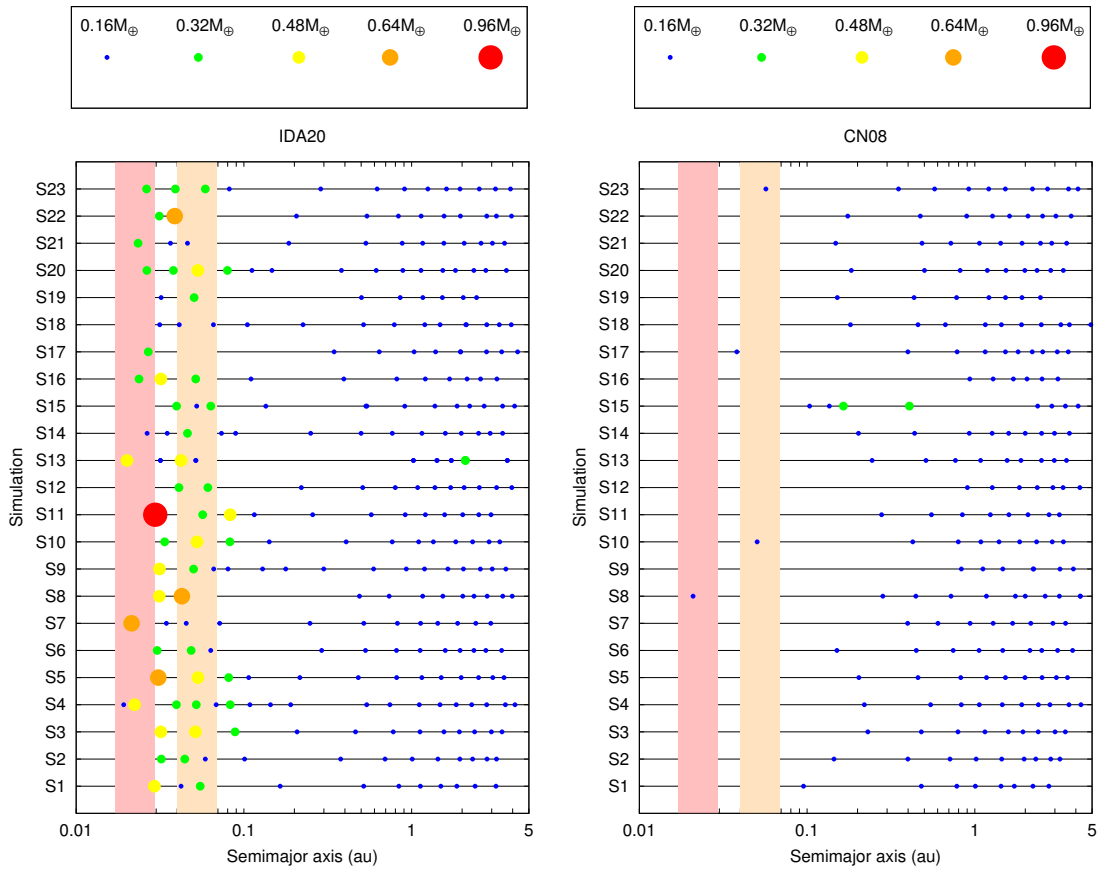 0.16M⊕ 0.32M⊕ 0.48M⊕ 0.64M⊕ 0.96M⊕
IDA20
Simulation
S23
S22
S21
S20
S19
S18
S17
S16
S15
S14
S13
S12
S11
S10
S9
S8
S7
S6
S5
S4
S3
S2
S1
0.01 0.1 1 5
Semimajor axis (au)
0.16M⊕ 0.32M⊕ 0.48M⊕ 0.64M⊕ 0.96M⊕
CN08
Simulation
S23
S22
S21
S20
S19
S18
S17
S16
S15
S14
S13
S12
S11
S10
S9
S8
S7
S6
S5
S4
S3
S2
S1
0.01 0.1 1 5
Semimajor axis (au)